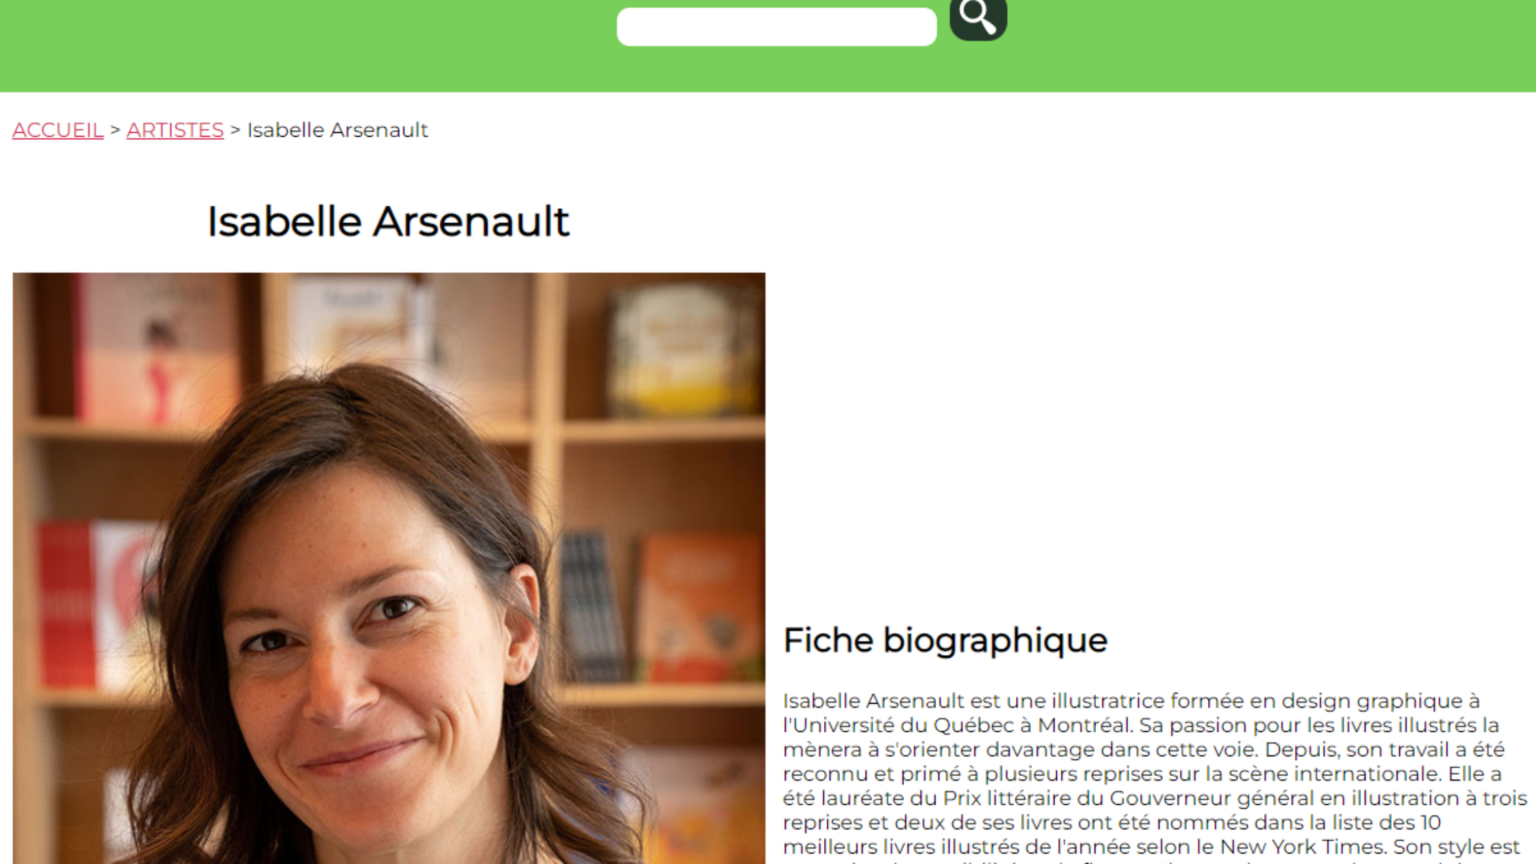 ACCUEIL > ARTISTES > Isabelle Arsenault
Isabelle Arsenault
Fiche biographique
Isabelle Arsenault est une illustratrice formée en design graphique à
l'Université du Québec à Montréal. Sa passion pour les livres illustrés la
mènera à s'orienter davantage dans cette voie. Depuis, son travail a été
reconnu et primé à plusieurs reprises sur la scène internationale. Elle a
été lauréate du Prix littéraire du Gouverneur général en illustration à trois
reprises et deux de ses livres ont été nommés dans la liste des 10
meilleurs livres illustrés de l'année selon le New York Times. Son style est